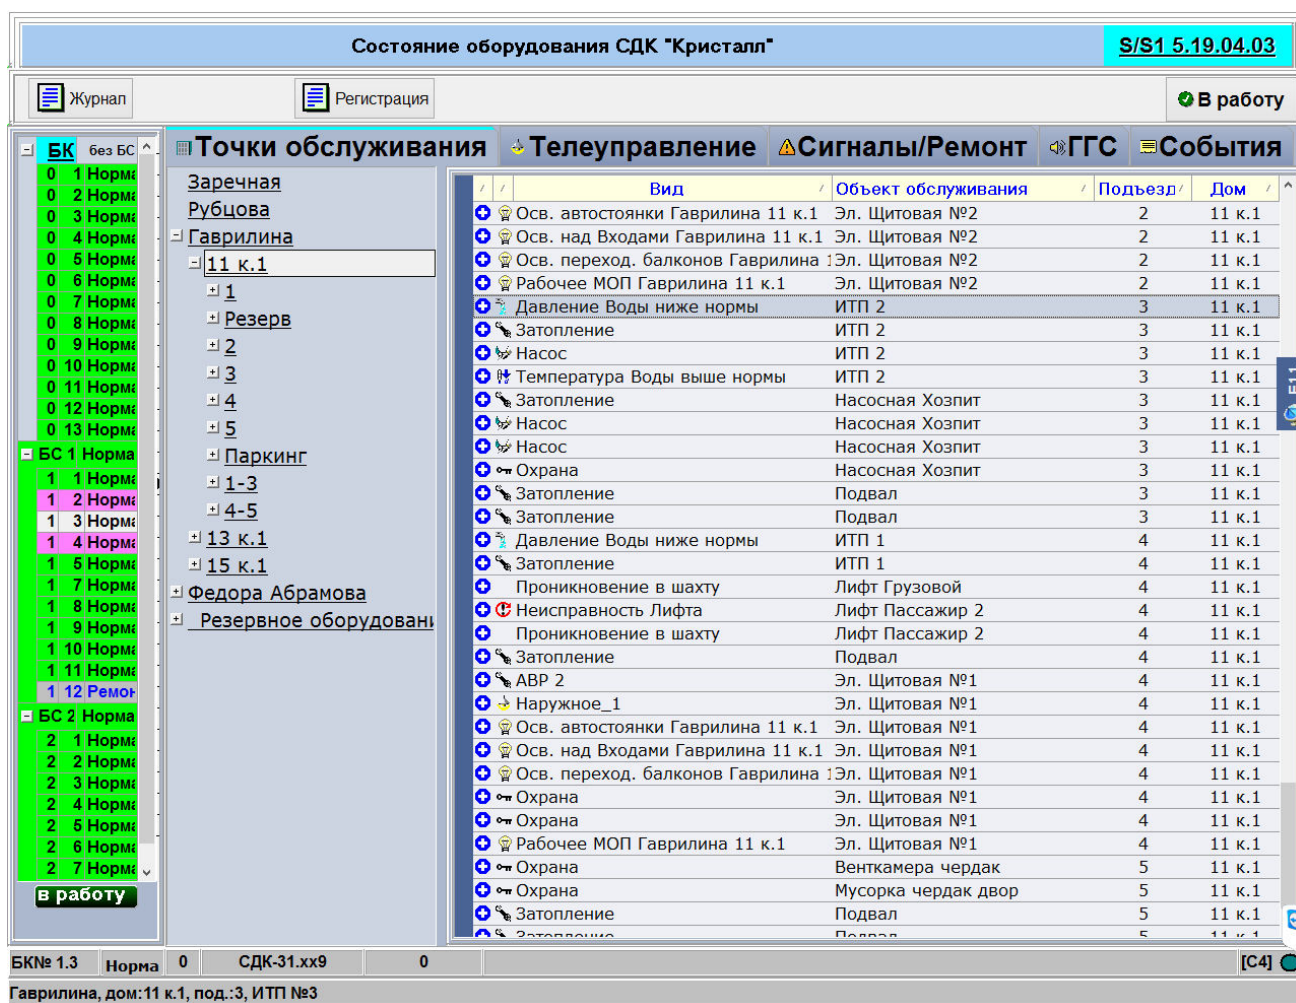 Состояние оборудования СДК "Кристалл"
S/S1 5.19.04.03
Журнал
Регистрация
В работу
БК без БС
0 1 Норма
0 2 Норма
0 3 Норма
0 4 Норма
0 5 Норма
0 6 Норма
0 7 Норма
0 8 Норма
0 9 Норма
0 10 Норма
0 11 Норма
0 12 Норма
0 13 Норма
БС 1 Норма
1 1 Норма
1 2 Норма
1 3 Норма
1 4 Норма
1 5 Норма
1 7 Норма
1 8 Норма
1 9 Норма
1 10 Норма
1 11 Норма
1 12 Ремон
БС 2 Норма
2 1 Норма
2 2 Норма
2 3 Норма
2 4 Норма
2 5 Норма
2 6 Норма
2 7 Норма
в работу
Точки обслуживания
Телеуправление
Сигналы/Ремонт
ГГС
События
Заречная
Рубцова
Гаврилина
11 к.1
1
Резерв
2
3
4
5
Паркинг
1-3
4-5
13 к.1
15 к.1
Федора Абрамова
Резервное оборудовани
Вид Объект обслуживания Подъезд Дом
Осв. автостоянки Гаврилина 11 к.1 Эл. Щитовая №2 2 11 к.1
Осв. над Входами Гаврилина 11 к.1 Эл. Щитовая №2 2 11 к.1
Осв. переход. балконов Гаврилина 1 Эл. Щитовая №2 2 11 к.1
Рабочее МОП Гаврилина 11 к.1 Эл. Щитовая №2 2 11 к.1
Давление Воды ниже нормы ИТП 2 3 11 к.1
Затопление ИТП 2 3 11 к.1
Насос ИТП 2 3 11 к.1
Температура Воды выше нормы ИТП 2 3 11 к.1
Затопление Насосная Хозпит 3 11 к.1
Насос Насосная Хозпит 3 11 к.1
Насос Насосная Хозпит 3 11 к.1
Охрана Насосная Хозпит 3 11 к.1
Затопление Подвал 3 11 к.1
Затопление Подвал 3 11 к.1
Давление Воды ниже нормы ИТП 1 4 11 к.1
Затопление ИТП 1 4 11 к.1
Проникновение в шахту Лифт Грузовой 4 11 к.1
Неисправность Лифта Лифт Пассажир 2 4 11 к.1
Проникновение в шахту Лифт Пассажир 2 4 11 к.1
Затопление Подвал 4 11 к.1
АВР 2 Эл. Щитовая №1 4 11 к.1
Наружное_1 Эл. Щитовая №1 4 11 к.1
Осв. автостоянки Гаврилина 11 к.1 Эл. Щитовая №1 4 11 к.1
Осв. над Входами Гаврилина 11 к.1 Эл. Щитовая №1 4 11 к.1
Осв. переход. балконов Гаврилина 1 Эл. Щитовая №1 4 11 к.1
Охрана Эл. Щитовая №1 4 11 к.1
Охрана Эл. Щитовая №1 4 11 к.1
Рабочее МОП Гаврилина 11 к.1 Эл. Щитовая №1 4 11 к.1
Охрана Венткамера чердак 5 11 к.1
Охрана Мусорка чердак двор 5 11 к.1
Затопление Подвал 5 11 к.1
Затопление Подвал 5 11 к.1
БК№ 1.3 Норма 0 СДК-31.xx9 0 [C4]
Гаврилина, дом:11 к.1, под.:3, ИТП №3